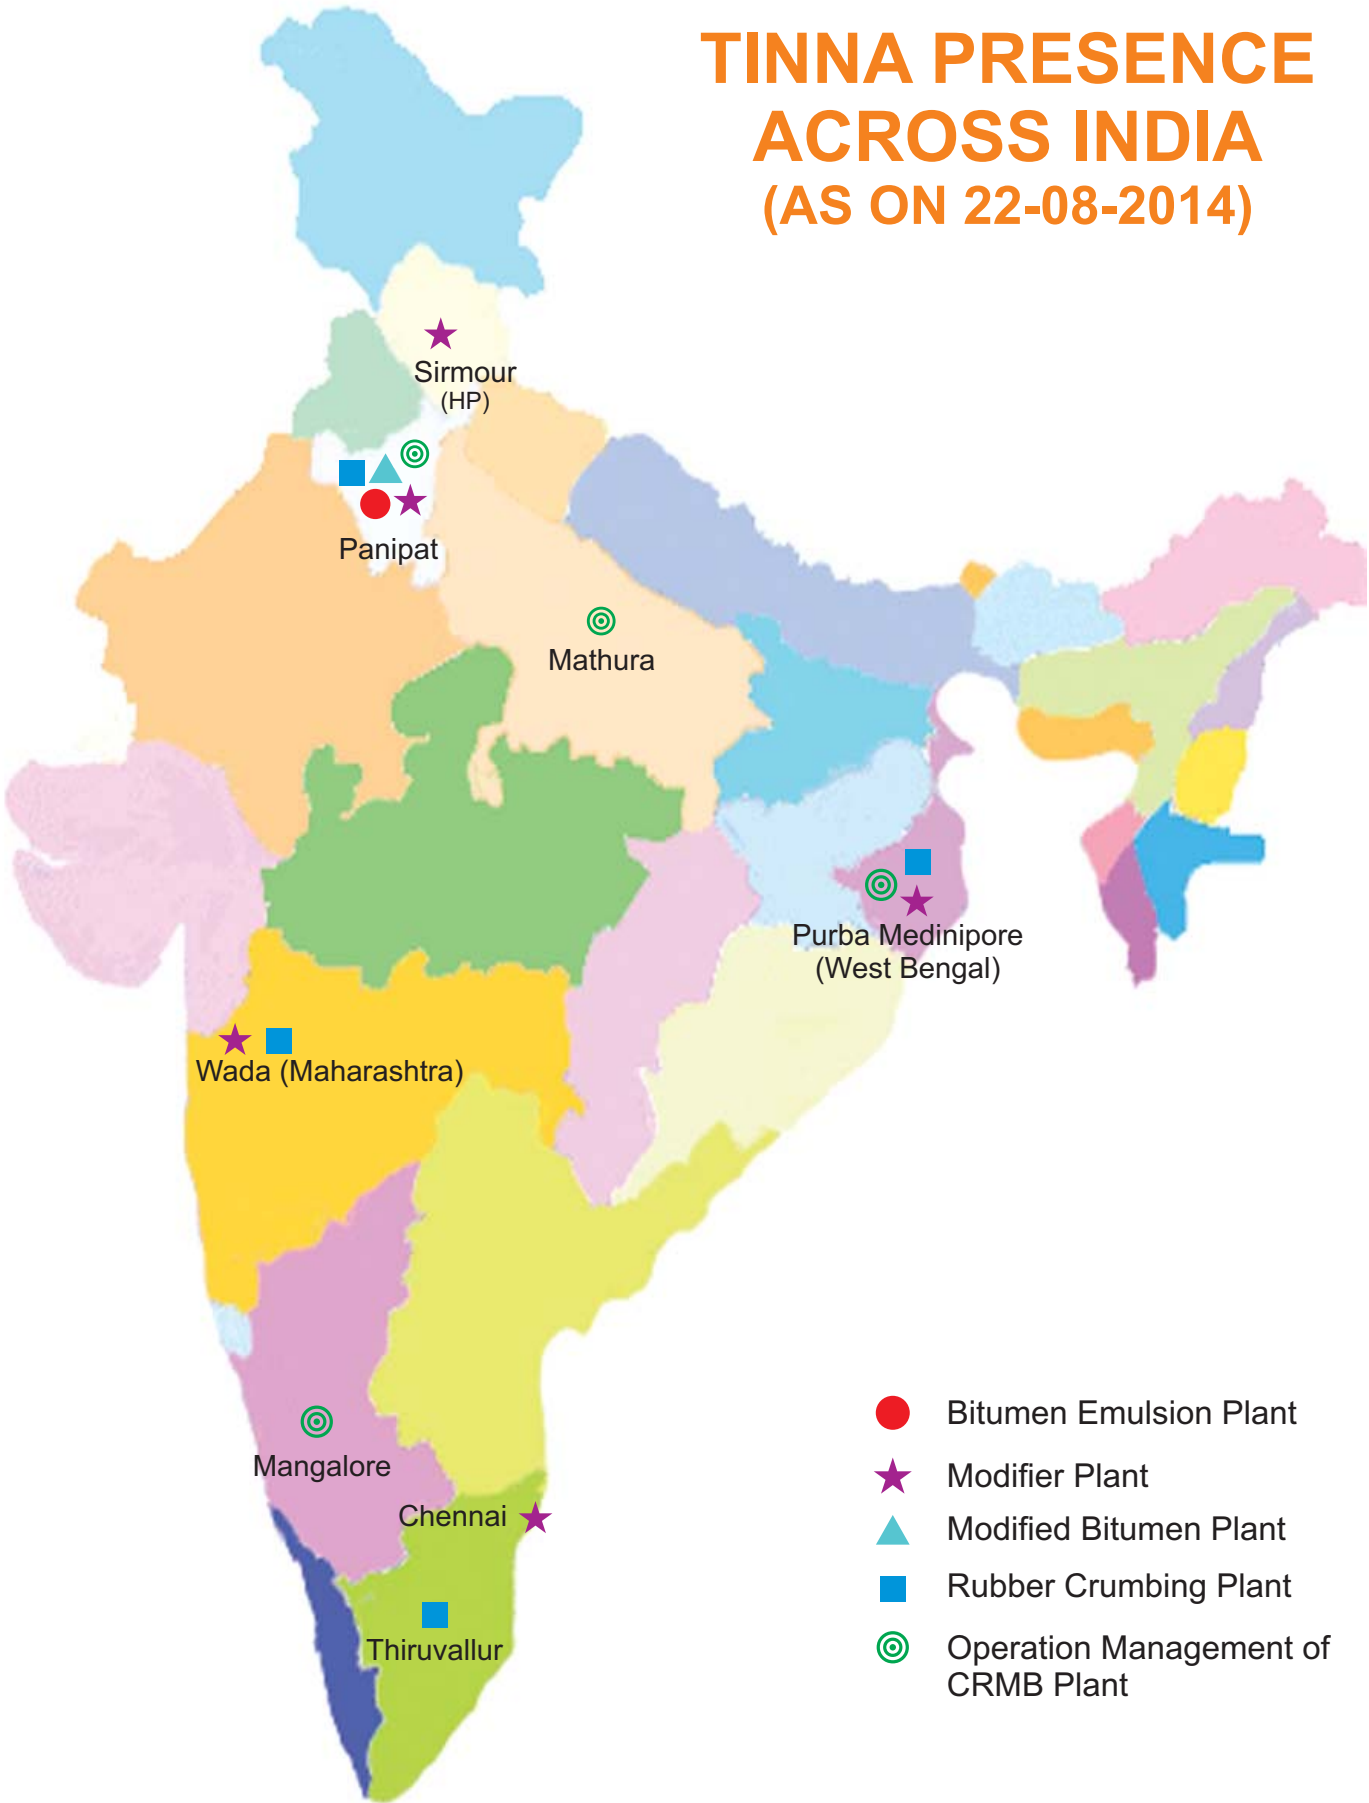 TINNA PRESENCE
ACROSS INDIA
(AS ON 22-08-2014)
Sirmour
(HP)
Panipat
Mathura
Purba Medinipore
(West Bengal)
Wada (Maharashtra)
Mangalore
Chennai
Thiruvallur
Bitumen Emulsion Plant
Modifier Plant
Modified Bitumen Plant
Rubber Crumbing Plant
Operation Management of
CRMB Plant